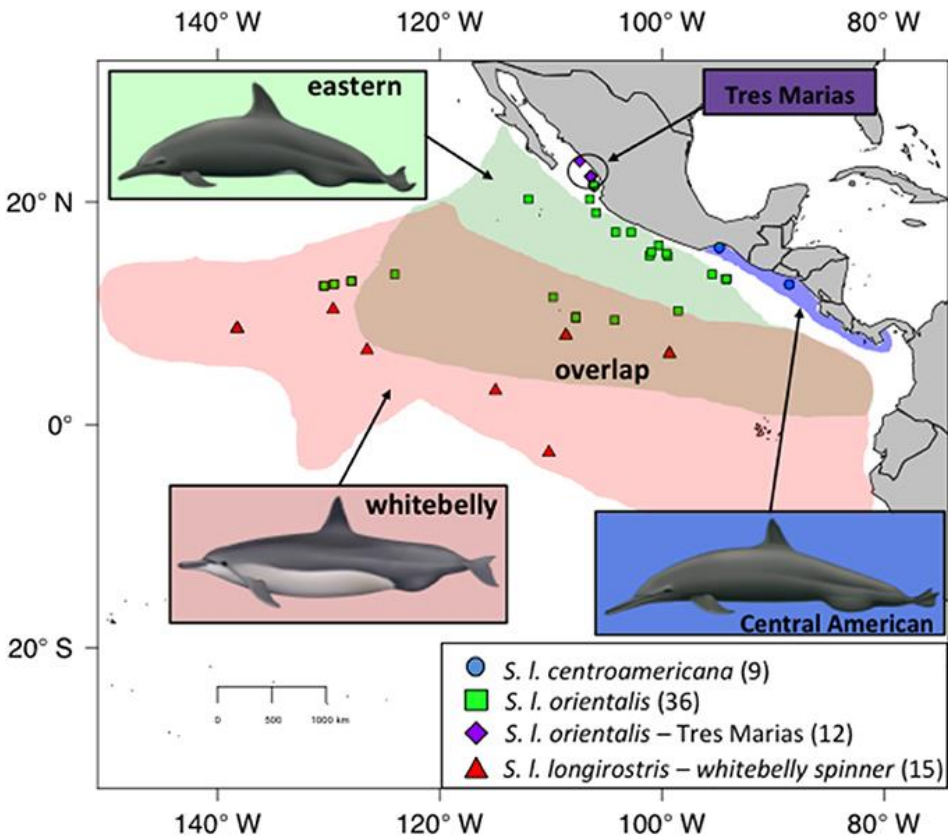 140° W 120° W 100° W 80° W
eastern
Tres Marias
20° N
overlap
0°
whitebelly
Central American
20° S
0 500 1000 km
S. l. centroamericana (9)
S. l. orientalis (36)
S. l. orientalis – Tres Marias (12)
S. l. longirostris – whitebelly spinner (15)
140° W 120° W 100° W 80° W